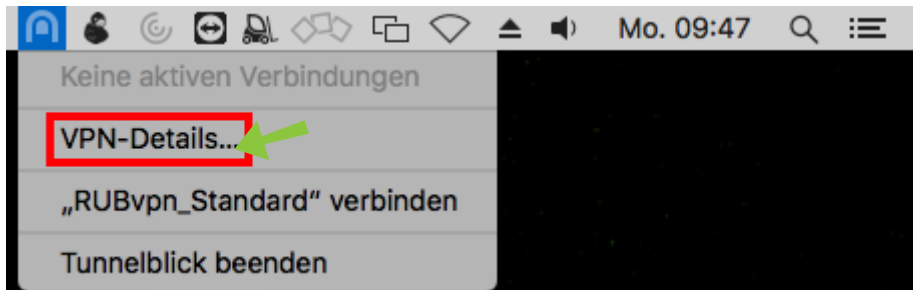 Mo. 09:47
Keine aktiven Verbindungen
VPN-Details...
„RUBvpn_Standard“ verbinden
Tunnelblick beenden